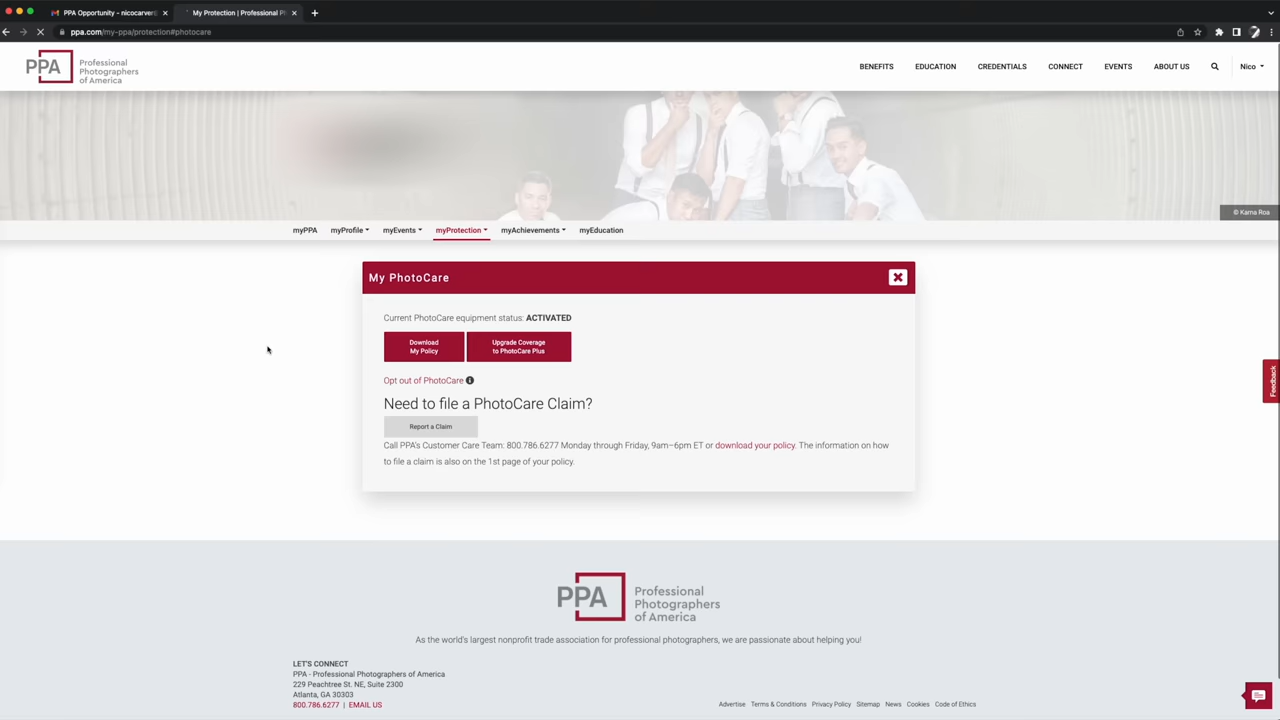 PPA Opportunity - nicocarver@
My Protection | Professional Ph
ppa.com/my-ppa/protection#photocare
PPA Professional
Photographers
of America
BENEFITS EDUCATION CREDENTIALS CONNECT EVENTS ABOUT US Nico
© Kama Roa
myPPA myProfile myEvents myProtection myAchievements myEducation
My PhotoCare
Current PhotoCare equipment status: ACTIVATED
Download
My Policy
Upgrade Coverage
to PhotoCare Plus
Opt out of PhotoCare
Need to file a PhotoCare Claim?
Report a Claim
Call PPA's Customer Care Team: 800.786.6277 Monday through Friday, 9am–6pm ET or download your policy. The information on how
to file a claim is also on the 1st page of your policy.
Feedback
PPA Professional
Photographers
of America
As the world's largest nonprofit trade association for professional photographers, we are passionate about helping you!
LET'S CONNECT
PPA - Professional Photographers of America
229 Peachtree St. NE, Suite 2300
Atlanta, GA 30303
800.786.6277 | EMAIL US
Advertise Terms & Conditions Privacy Policy Sitemap News Cookies Code of Ethics